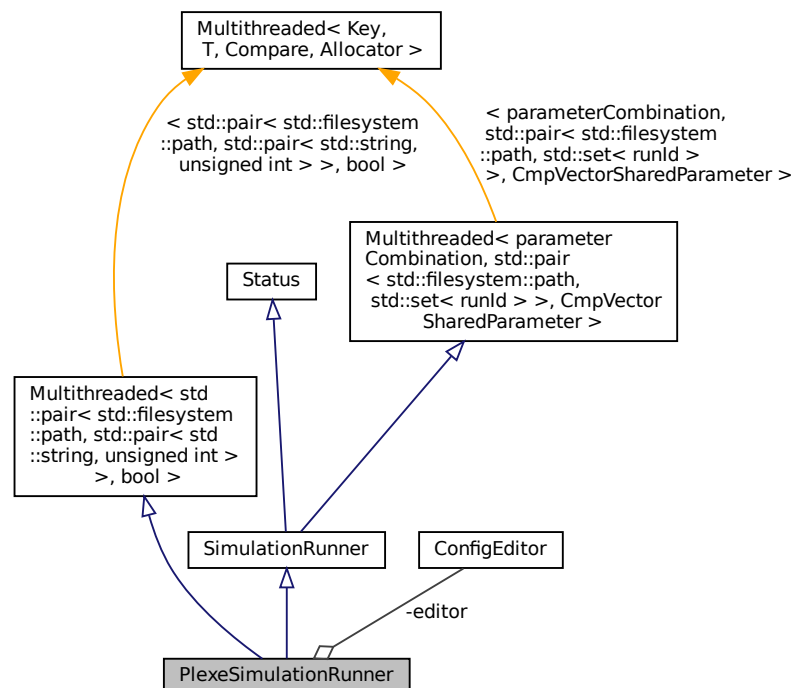 Multithreaded< Key,
T, Compare, Allocator >
< std::pair< std::filesystem
::path, std::pair< std::string,
unsigned int > >, bool >
< parameterCombination,
std::pair< std::filesystem
::path, std::set< runId >
>, CmpVectorSharedParameter >
Multithreaded< parameter
Combination, std::pair
< std::filesystem::path,
std::set< runId > >, CmpVector
SharedParameter >
Status
Multithreaded< std
::pair< std::filesystem
::path, std::pair< std
::string, unsigned int >
>, bool >
SimulationRunner
ConfigEditor
-editor
PlexeSimulationRunner